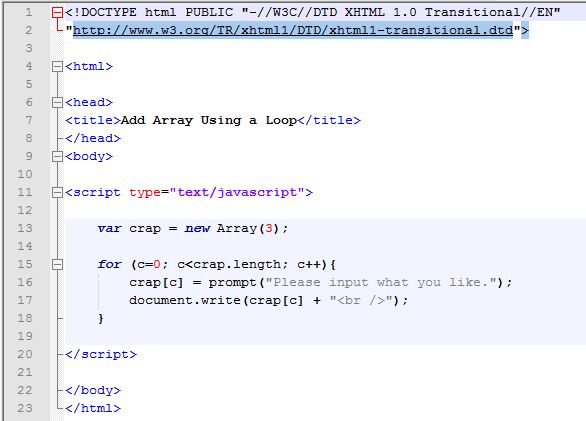 1 <!DOCTYPE html PUBLIC "-//W3C//DTD XHTML 1.0 Transitional//EN"
2 "http://www.w3.org/TR/xhtml1/DTD/xhtml1-transitional.dtd">
3
4 <html>
5
6 <head>
7 <title>Add Array Using a Loop</title>
8 </head>
9 <body>
10
11 <script type="text/javascript">
12
13 var crap = new Array(3);
14
15 for (c=0; c<crap.length; c++){
16 crap[c] = prompt("Please input what you like.");
17 document.write(crap[c] + "<br />");
18 }
19
20 </script>
21
22 </body>
23 </html>